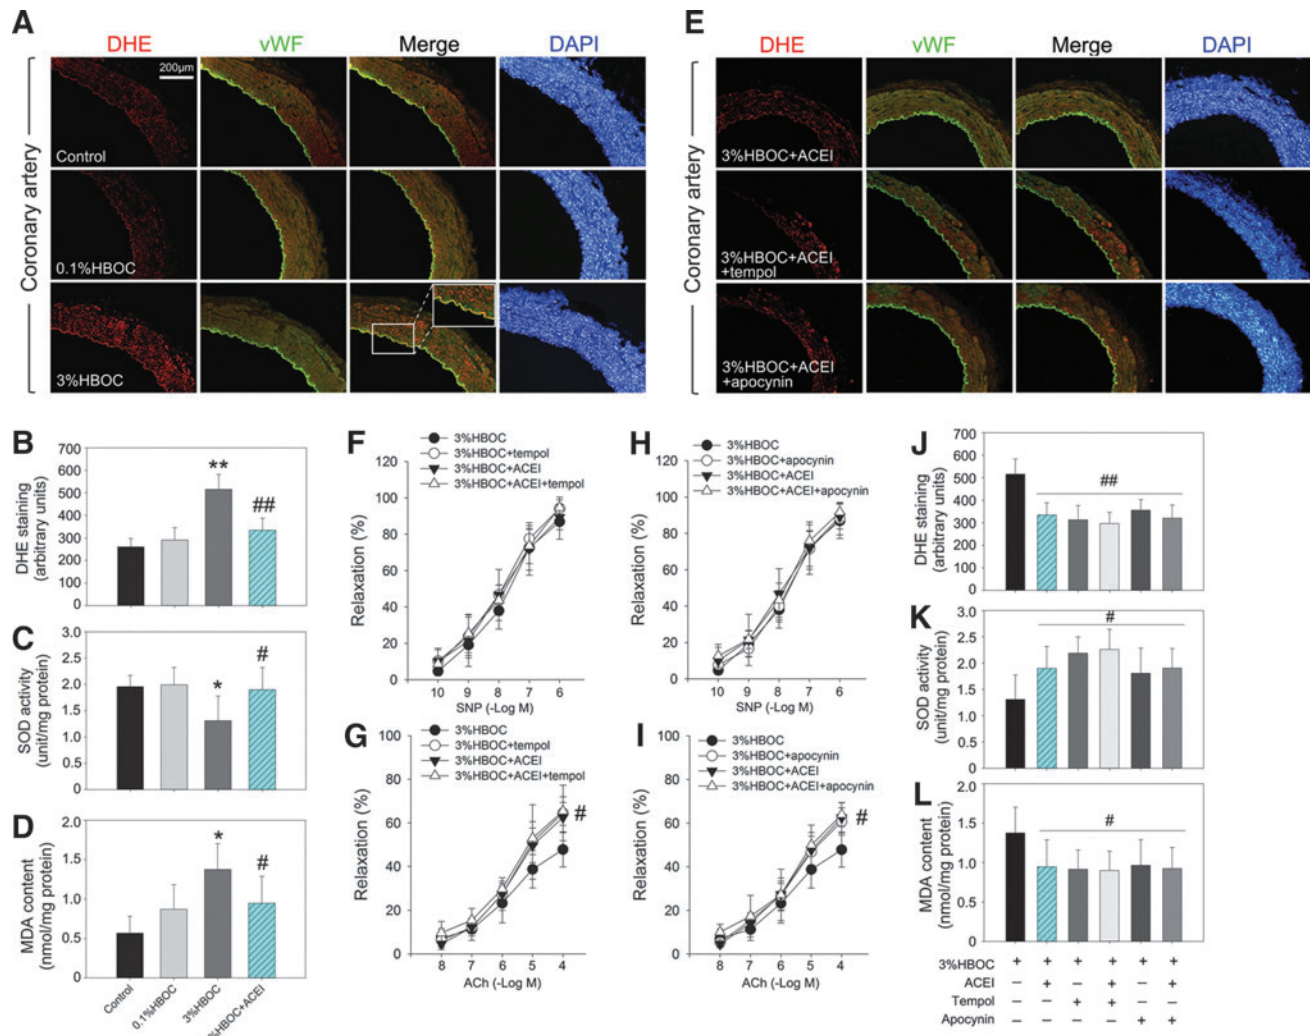 A
DHE vWF Merge DAPI
Coronary artery
200µm
Control
0.1%HBOC
3%HBOC
E
DHE vWF Merge DAPI
Coronary artery
3%HBOC+ACEI
3%HBOC+ACEI
+tempol
3%HBOC+ACEI
+apocynin
B
DHE staining
(arbitrary units)
700
600
500
400
300
200
100
0
**
##
C
SOD activity
(unit/mg protein)
3.0
2.5
2.0
1.5
1.0
0.5
0
*
#
D
MDA content
(nmol/mg protein)
2.0
1.5
1.0
0.5
0
*
#
Control
0.1%HBOC
3%HBOC
%HBOC+ACEI
F
3%HBOC
3%HBOC+tempol
3%HBOC+ACEI
3%HBOC+ACEI+tempol
Relaxation (%)
120
100
80
60
40
20
0
10 9 8 7 6
SNP (-Log M)
G
3%HBOC
3%HBOC+tempol
3%HBOC+ACEI
3%HBOC+ACEI+tempol
Relaxation (%)
100
80
60
40
20
0
#
8 7 6 5 4
ACh (-Log M)
H
3%HBOC
3%HBOC+apocynin
3%HBOC+ACEI
3%HBOC+ACEI+apocynin
Relaxation (%)
120
100
80
60
40
20
0
10 9 8 7 6
SNP (-Log M)
I
3%HBOC
3%HBOC+apocynin
3%HBOC+ACEI
3%HBOC+ACEI+apocynin
Relaxation (%)
100
80
60
40
20
0
#
8 7 6 5 4
ACh (-Log M)
J
DHE staining
(arbitrary units)
700
600
500
400
300
200
100
0
##
K
SOD activity
(unit/mg protein)
3.0
2.5
2.0
1.5
1.0
0.5
0
#
L
MDA content
(nmol/mg protein)
2.0
1.5
1.0
0.5
0
#
3%HBOC + + + + + +
ACEI − + − + − +
Tempol − − + + − −
Apocynin − − − − + +